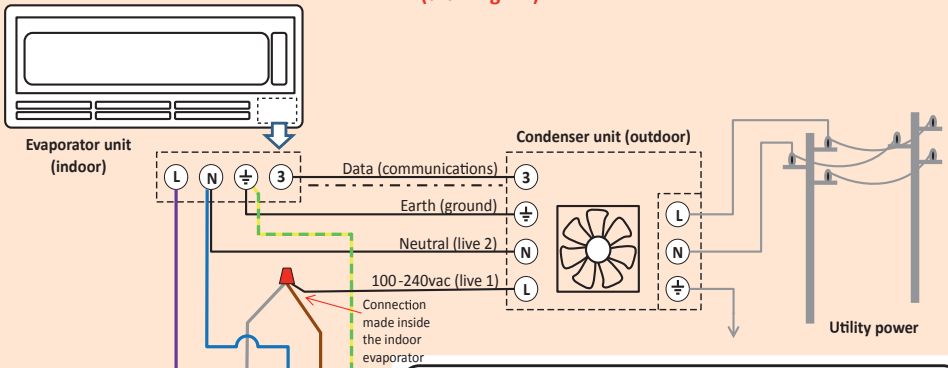 Evaporator unit
(indoor)
Condenser unit (outdoor)
L
N
3
Data (communications)
3
Earth (ground)
Neutral (live 2)
N
100-240vac (live 1)
L
L
N
Connection
made inside
the indoor
evaporator
Utility power